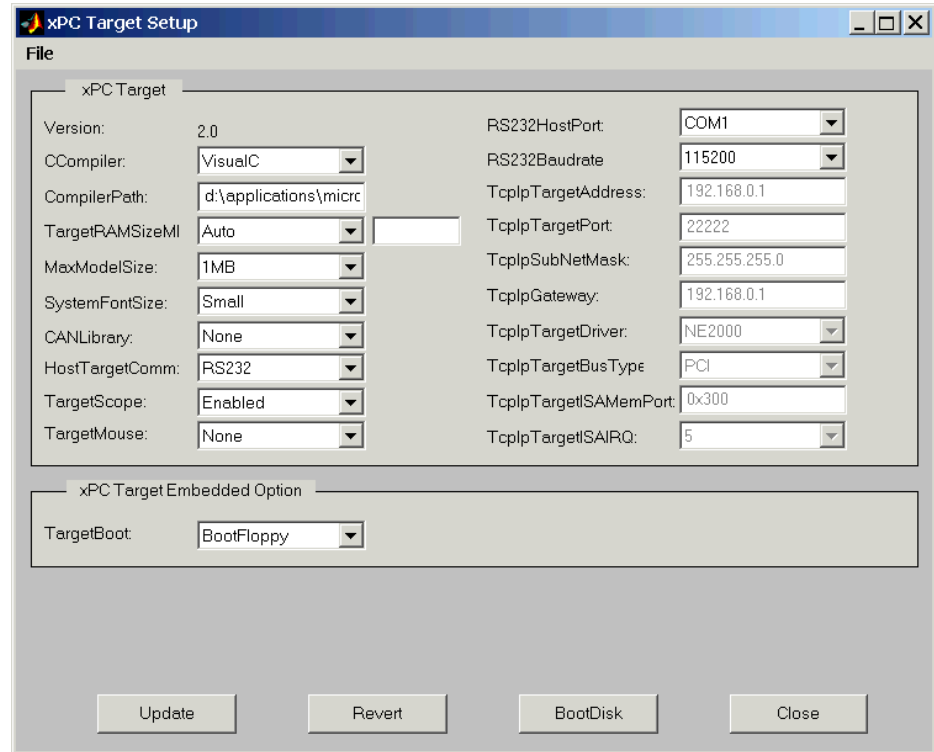 xPC Target Setup
File
xPC Target
Version: 2.0
CCompiler: VisualC
CompilerPath: d:\applications\micrc
TargetRAMSizeMI Auto
MaxModelSize: 1MB
SystemFontSize: Small
CANLibrary: None
HostTargetComm: RS232
TargetScope: Enabled
TargetMouse: None
RS232HostPort: COM1
RS232Baudrate 115200
TcpIpTargetAddress: 192.168.0.1
TcpIpTargetPort: 22222
TcpIpSubNetMask: 255.255.255.0
TcpIpGateway: 192.168.0.1
TcpIpTargetDriver: NE2000
TcpIpTargetBusType PCI
TcpIpTargetISAMemPort: 0x300
TcpIpTargetISAIRQ: 5
xPC Target Embedded Option
TargetBoot: BootFloppy
Update Revert BootDisk Close